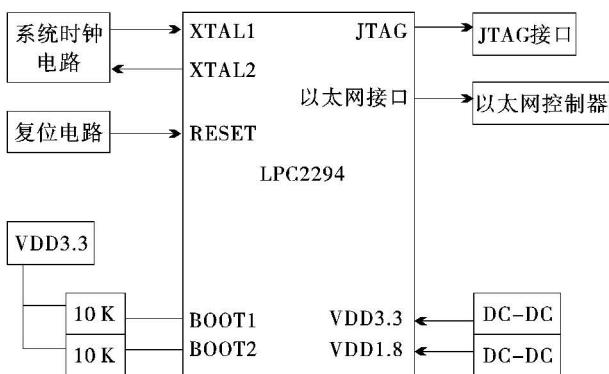 系统时钟
电路
XTAL1
XTAL2
JTAG
JTAG接口
以太网接口
以太网控制器
复位电路
RESET
LPC2294
VDD3.3
10 K
BOOT1
VDD3.3
DC-DC
10 K
BOOT2
VDD1.8
DC-DC